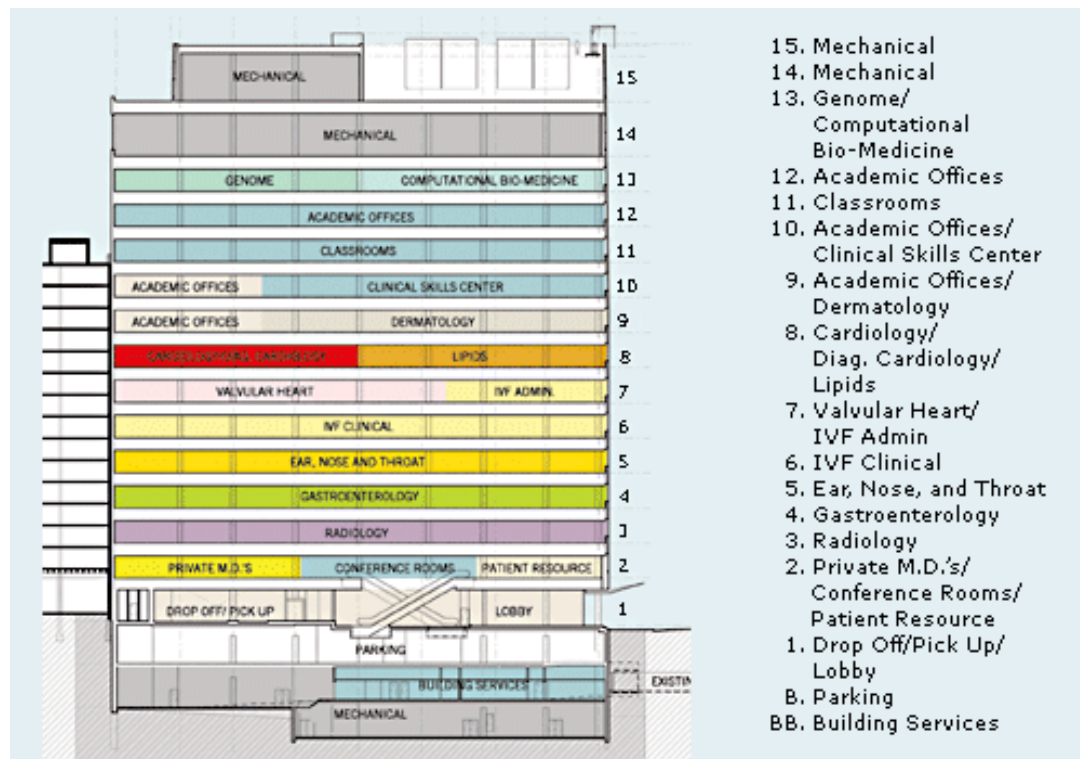 MECHANICAL
15
MECHANICAL
14
GENOME
COMPUTATIONAL BIO-MEDICINE
13
ACADEMIC OFFICES
12
CLASSROOMS
11
ACADEMIC OFFICES
CLINICAL SKILLS CENTER
10
ACADEMIC OFFICES
DERMATOLOGY
9
CARDIOLOGY
LIPIDS
8
VALVULAR HEART
IVF ADMIN.
7
IVF CLINICAL
6
EAR, NOSE AND THROAT
5
GASTROENTEROLOGY
4
RADIOLOGY
3
PRIVATE M.D.'S
CONFERENCE ROOMS
PATIENT RESOURCE
2
DROP OFF/ PICK UP
LOBBY
1
PARKING
BUILDING SERVICES
EXISTIN
MECHANICAL
15. Mechanical
14. Mechanical
13. Genome/
Computational
Bio-Medicine
12. Academic Offices
11. Classrooms
10. Academic Offices/
Clinical Skills Center
9. Academic Offices/
Dermatology
8. Cardiology/
Diag. Cardiology/
Lipids
7. Valvular Heart/
IVF Admin
6. IVF Clinical
5. Ear, Nose, and Throat
4. Gastroenterology
3. Radiology
2. Private M.D.'s/
Conference Rooms/
Patient Resource
1. Drop Off/Pick Up/
Lobby
B. Parking
BB. Building Services